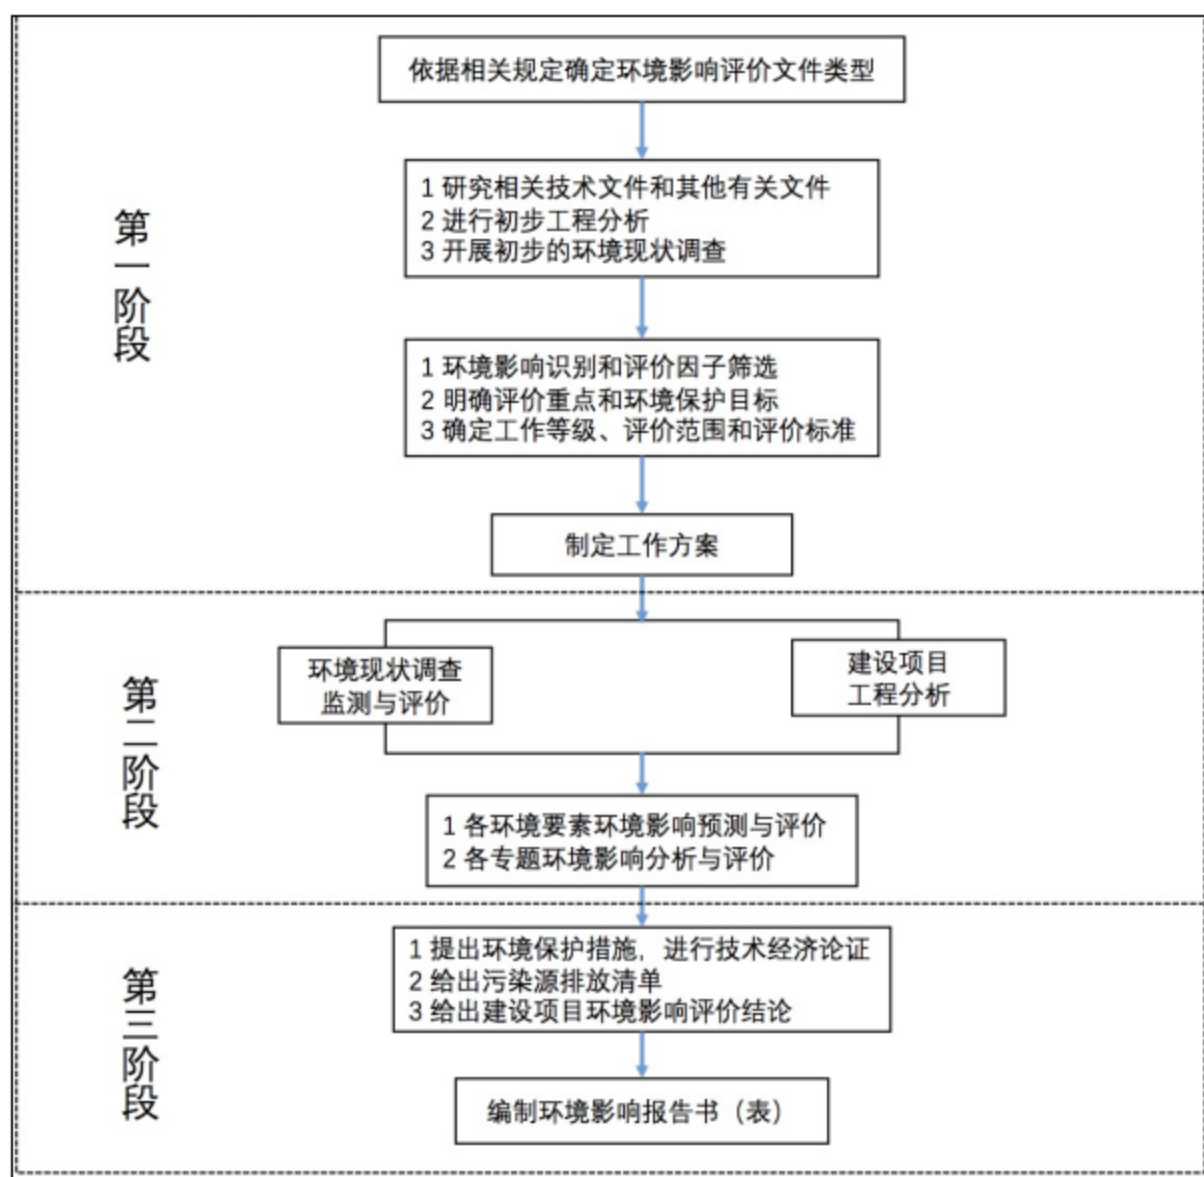 依据相关规定确定环境影响评价文件类型
第一阶段
1 研究相关技术文件和其他有关文件
2 进行初步工程分析
3 开展初步的环境现状调查
1 环境影响识别和评价因子筛选
2 明确评价重点和环境保护目标
3 确定工作等级、评价范围和评价标准
制定工作方案
第二阶段
环境现状调查
监测与评价
建设项目
工程分析
1 各环境要素环境影响预测与评价
2 各专题环境影响分析与评价
第三阶段
1 提出环境保护措施，进行技术经济论证
2 给出污染源排放清单
3 给出建设项目环境影响评价结论
编制环境影响报告书（表）